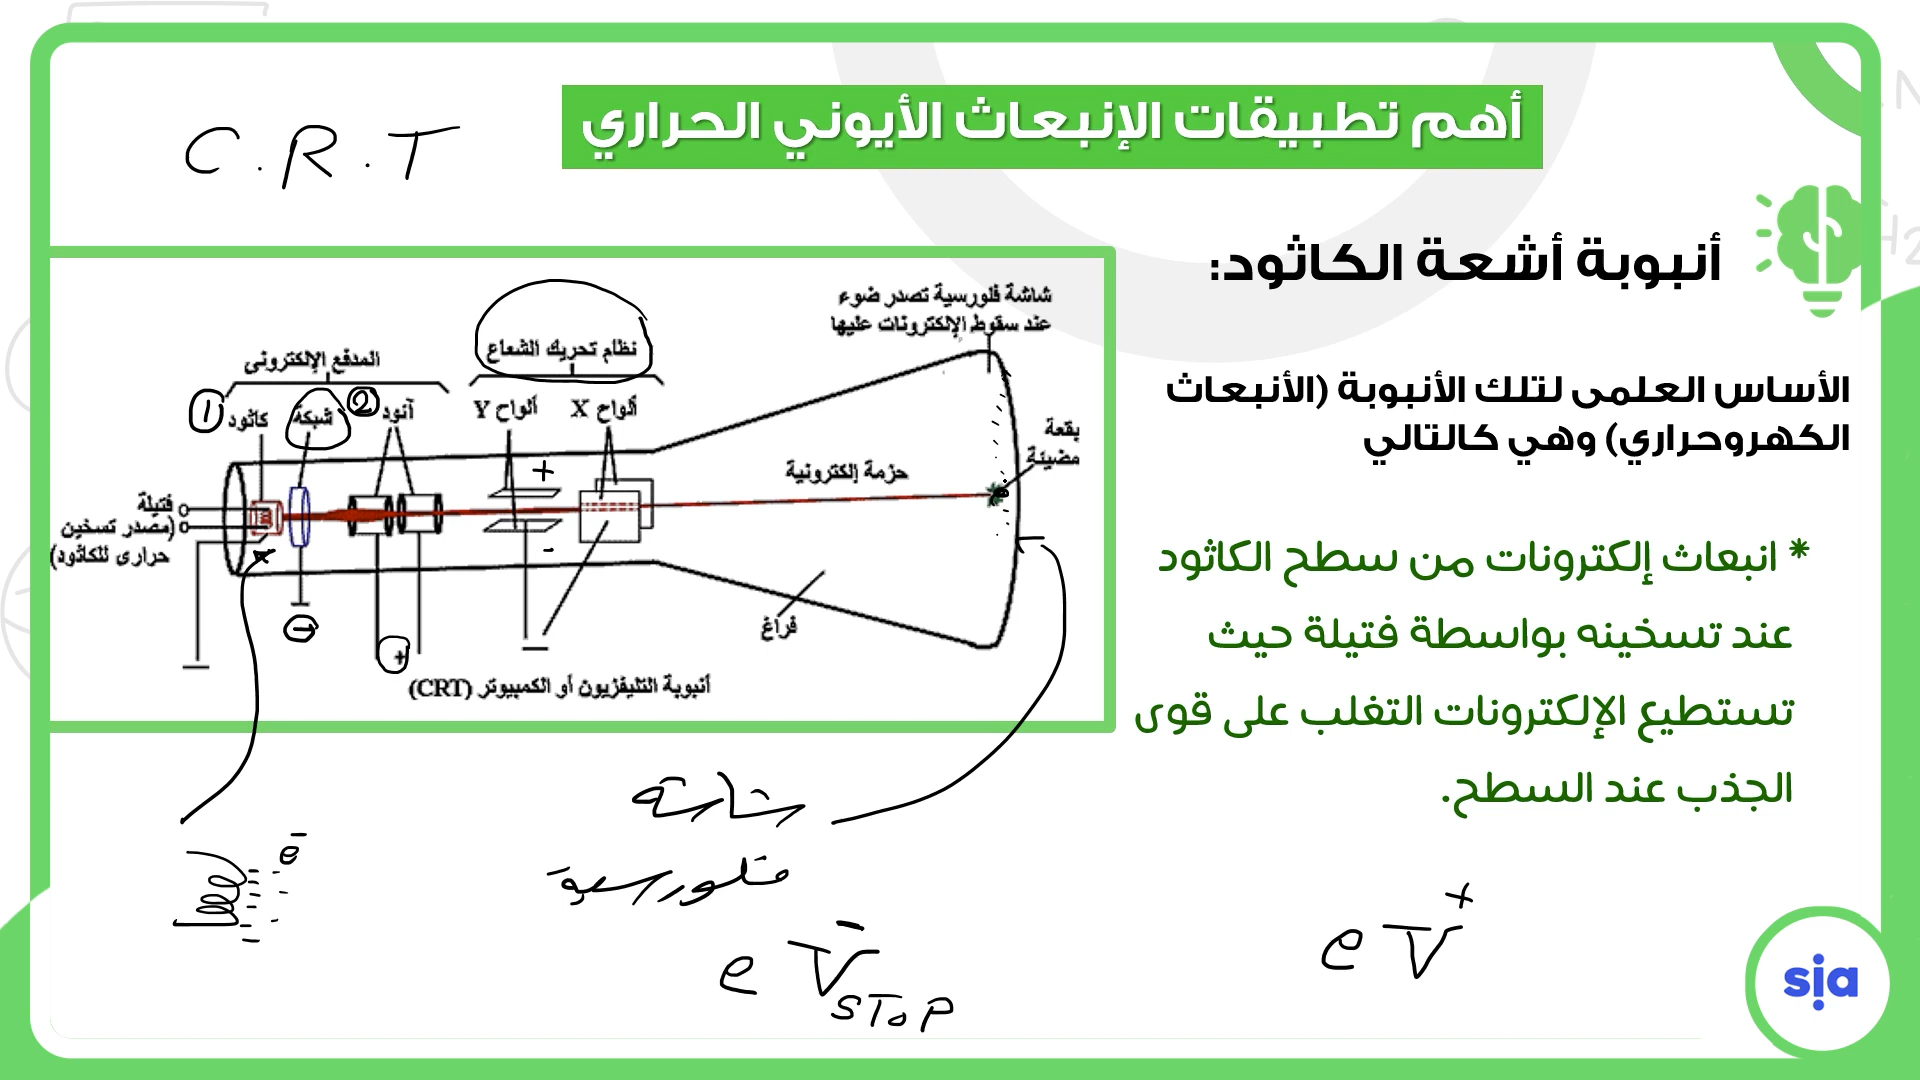 أهم تطبيقات الإنبعاث الأيوني الحراري
C.R.T
أنبوبة أشعة الكاثود:
الأساس العلمى لتلك الأنبوبة (الأنبعاث
الكهروحراري) وهي كالتالي
* انبعاث إلكترونات من سطح الكاثود
عند تسخينه بواسطة فتيلة حيث
تستطيع الإلكترونات التغلب على قوى
الجذب عند السطح.
شاشة فلورسية تصدر ضوء
عند سقوط الإلكترونات عليها
نظام تحريك الشعاع
المدفع الإلكترونى
ألواح X
ألواح Y
آنود
2
شبكة
كاثود
1
بقعة
مضيئة
حزمة إلكترونية
+
-
فتيلة
(مصدر تسخين
حرارى للكاثود)
-
+
فراغ
أنبوبة التليفزيون أو الكمبيوتر (CRT)
شاشة
فلورسية
e⁻
e V⁻ STOP
e V⁺
sia